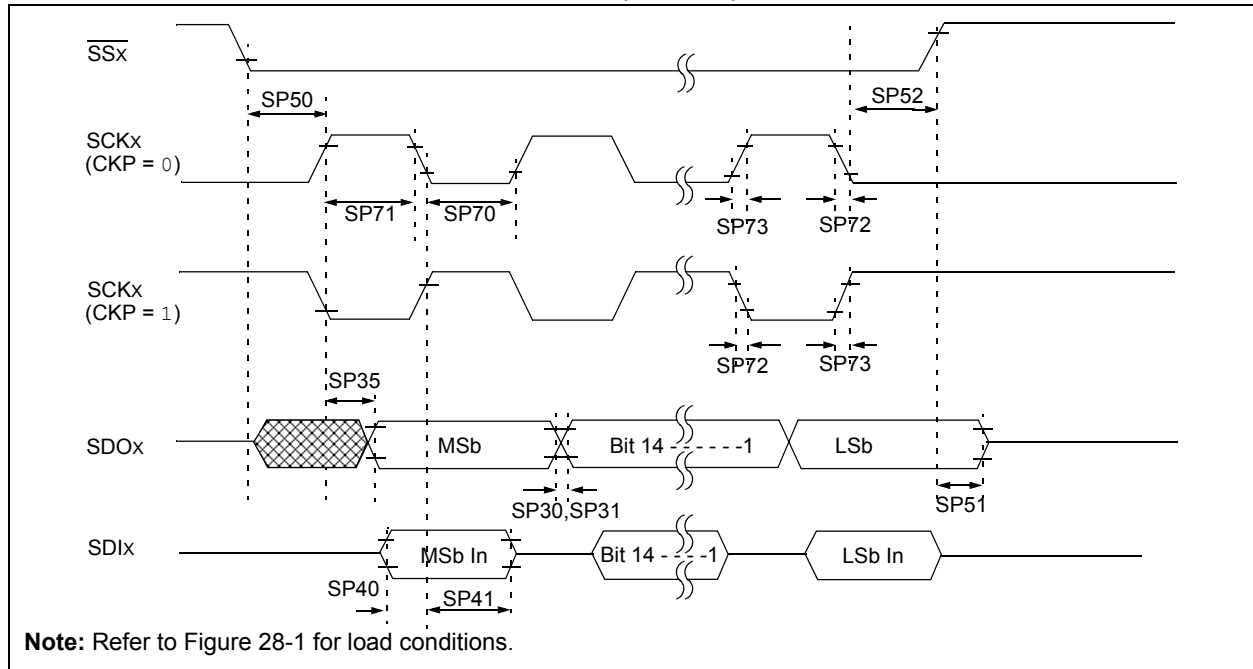 SSx
SP50
SP52
SCKx
(CKP = 0)
SP71
SP70
SP73
SP72
SCKx
(CKP = 1)
SP72
SP73
SP35
SDOx
MSb
Bit 14 - - - - - -1
LSb
SP30,SP31
SP51
SDIx
MSb In
Bit 14 - - - -1
LSb In
SP40
SP41
Note: Refer to Figure 28-1 for load conditions.